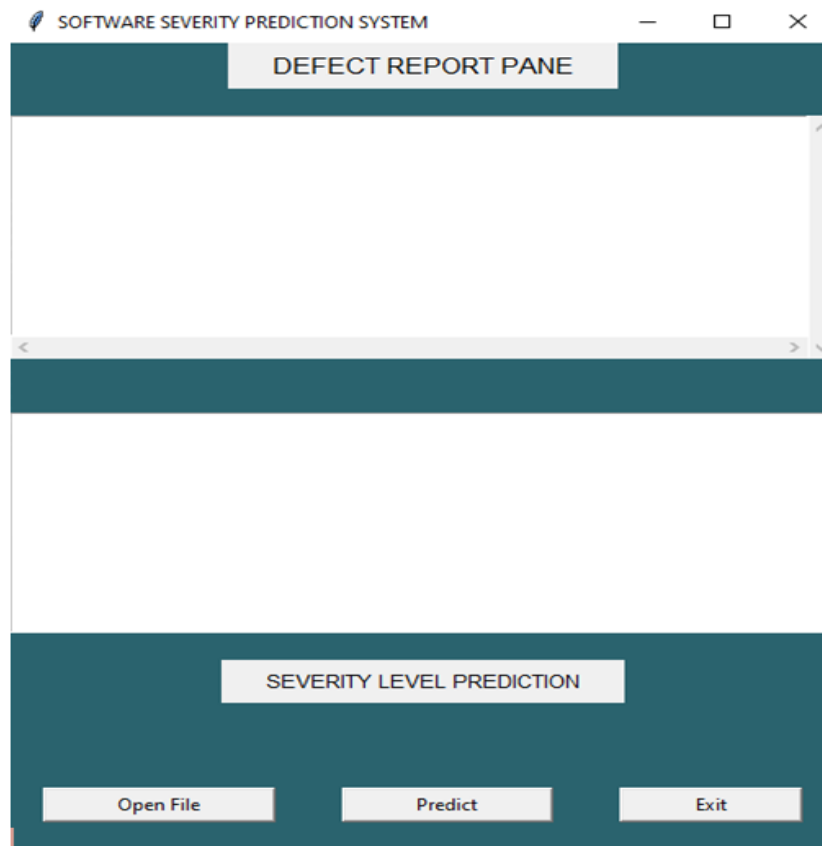 SOFTWARE SEVERITY PREDICTION SYSTEM
DEFECT REPORT PANE
SEVERITY LEVEL PREDICTION
Open File
Predict
Exit